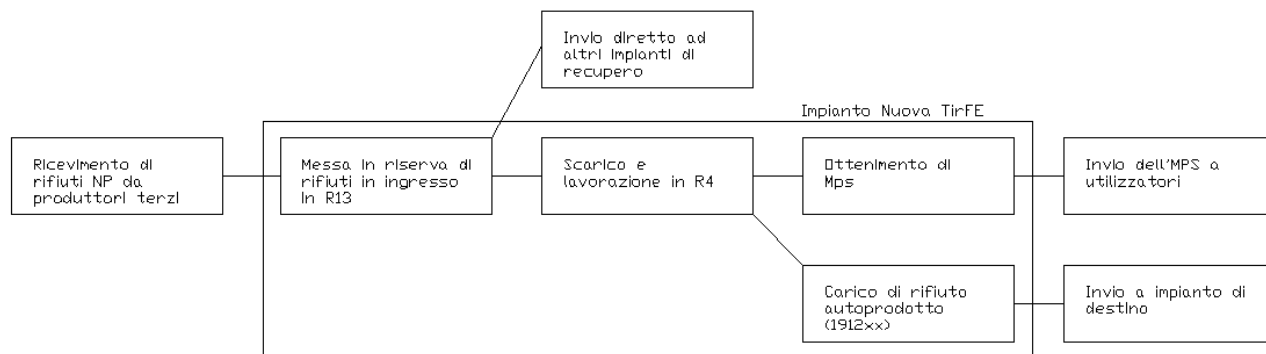 Invio diretto ad
altri impianti di
recupero
Impianto Nuova TirFE
Ricevimento di
rifiuti NP da
produttori terzi
Messa in riserva di
rifiuti in ingresso
in R13
Scarico e
lavorazione in R4
Ottenimento di
Mps
Invio dell'MPS a
utilizzatori
Carico di rifiuto
autoprodotto
(1912xx)
Invio a impianto di
destino